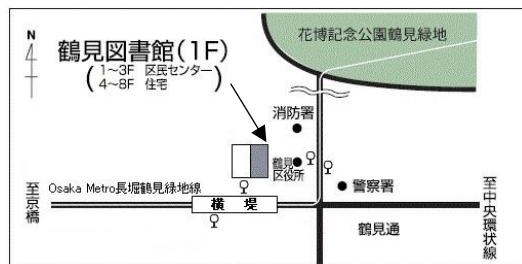 花博記念公園鶴見緑地
N
4
鶴見図書館(1F)
1~3F 区民センター
4~8F 住宅
消防署
鶴見
区役所
警察署
Osaka Metro長堀鶴見緑地線
横堤
鶴見通
至京橋
至中央環状線